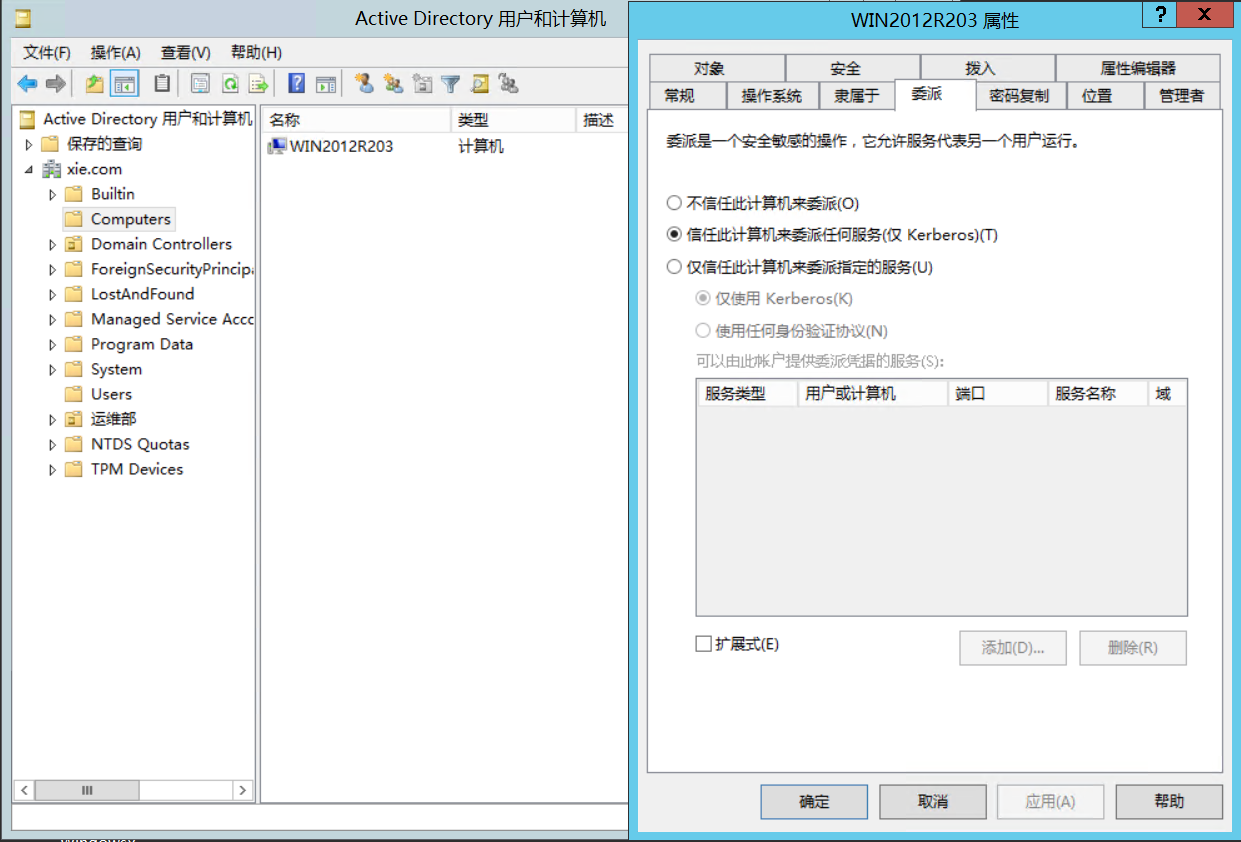 Active Directory 用户和计算机
文件(F) 操作(A) 查看(V) 帮助(H)
Active Directory 用户和计算机
保存的查询
xie.com
Builtin
Computers
Domain Controllers
ForeignSecurityPrincipa
LostAndFound
Managed Service Acco
Program Data
System
Users
运维部
NTDS Quotas
TPM Devices
名称 类型 描述
WIN2012R203 计算机
WIN2012R203 属性
? X
对象 安全 拨入 属性编辑器
常规 操作系统 隶属于 委派 密码复制 位置 管理者
委派是一个安全敏感的操作，它允许服务代表另一个用户运行。
不信任此计算机来委派(O)
信任此计算机来委派任何服务(仅 Kerberos)(T)
仅信任此计算机来委派指定的服务(U)
仅使用 Kerberos(K)
使用任何身份验证协议(N)
可以由此帐户提供委派凭据的服务(S):
服务类型 用户或计算机 端口 服务名称 域
扩展式(E)
添加(D)... 删除(R)
确定 取消 应用(A) 帮助